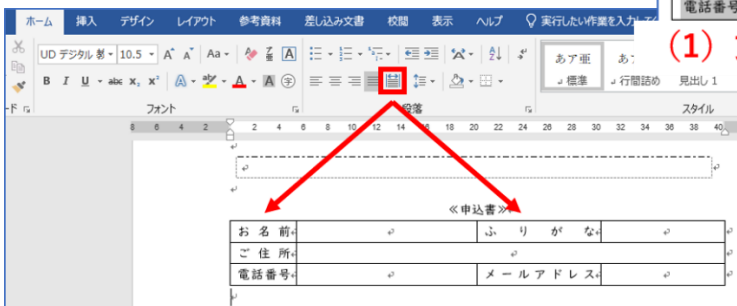 電話番号
ホーム 挿入 デザイン レイアウト 参考資料 差し込み文書 校閲 表示 ヘルプ 実行したい作業を入力して
(1)
UD デジタル 教 10.5 A A Aa
あア亜 あ
B I U abc x₂ x² A A A 字
標準 行間詰め 見出し 1
フォント 段落 スタイル
8 6 4 2 2 4 6 8 10 12 14 16 18 20 22 24 26 28 30 32 34 36 38 40
≪申込書≫
お名前 ふりがな
ご住所
電話番号 メールアドレス